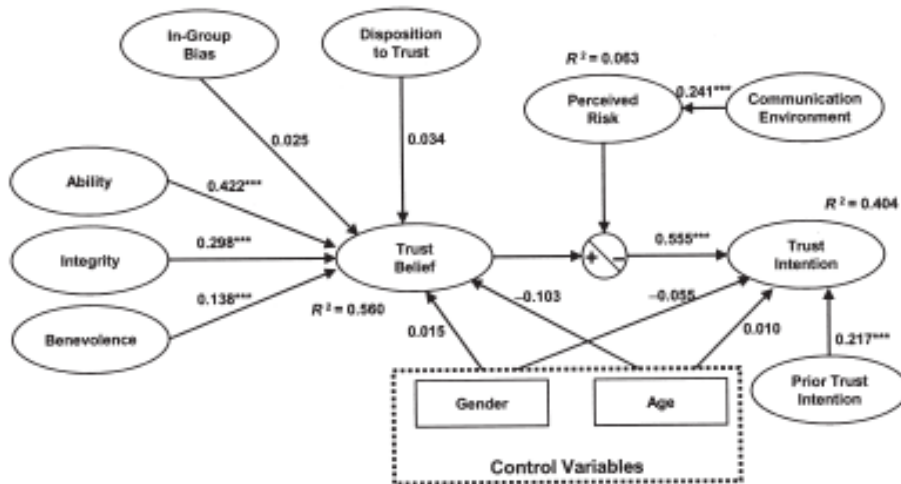 In-Group
Bias
Disposition
to Trust
R² = 0.063
Perceived
Risk
0.241***
Communication
Environment
0.025
0.034
Ability
0.422***
R² = 0.404
Integrity
0.298***
Trust
Belief
+
−
0.555***
Trust
Intention
Benevolence
0.138***
R² = 0.560
0.015
−0.103
−0.055
0.010
0.217***
Gender
Age
Prior Trust
Intention
Control Variables